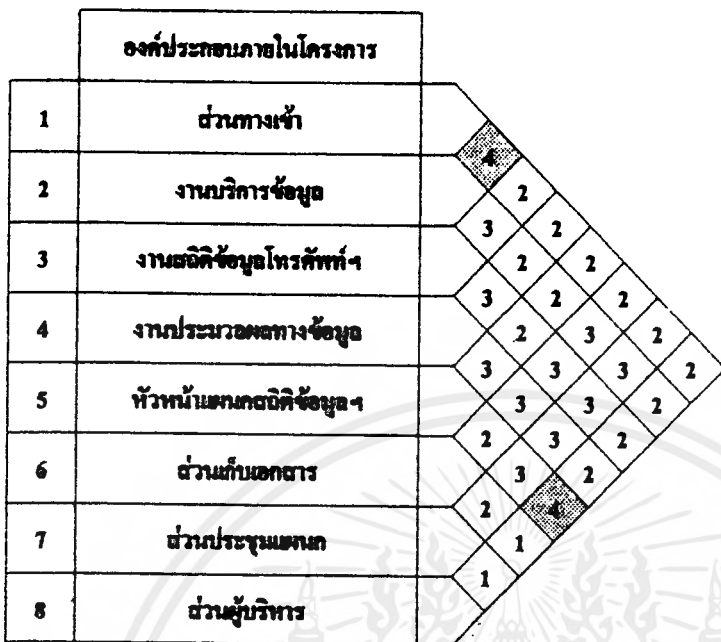 องค์ประกอบภายในโครงการ
1 ส่วนทางเข้า
4
2 งานบริการข้อมูล 2
3 2
3 งานสถิติข้อมูลโทรศัพท์ฯ 2 2
3 2 2
4 งานประมวลผลทางข้อมูล 2 3 2
3 3 3 2
5 หัวหน้าแผนกสถิติข้อมูลฯ 3 3 2
2 3 2
6 ส่วนเก็บเอกสาร 3 2
2 4
7 ส่วนประชุมแผนก 1
1
8 ส่วนผู้บริหาร